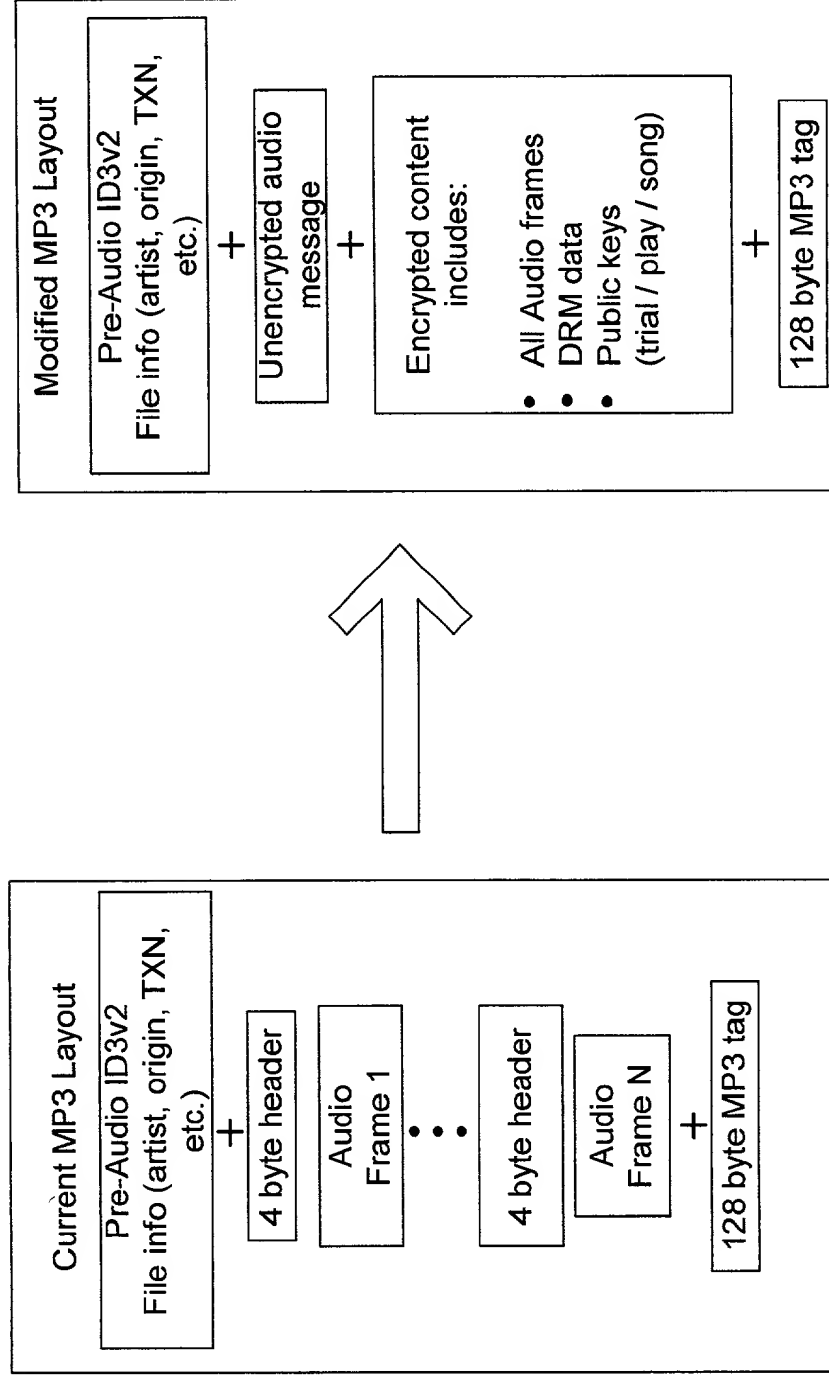 Current MP3 Layout
Pre-Audio ID3v2
File info (artist, origin, TXN,
etc.)
+
4 byte header
Audio
Frame 1
• • •
4 byte header
Audio
Frame N
+
128 byte MP3 tag
Modified MP3 Layout
Pre-Audio ID3v2
File info (artist, origin, TXN,
etc.)
+
Unencrypted audio
message
+
Encrypted content
includes:
• All Audio frames
• DRM data
• Public keys
(trial / play / song)
+
128 byte MP3 tag